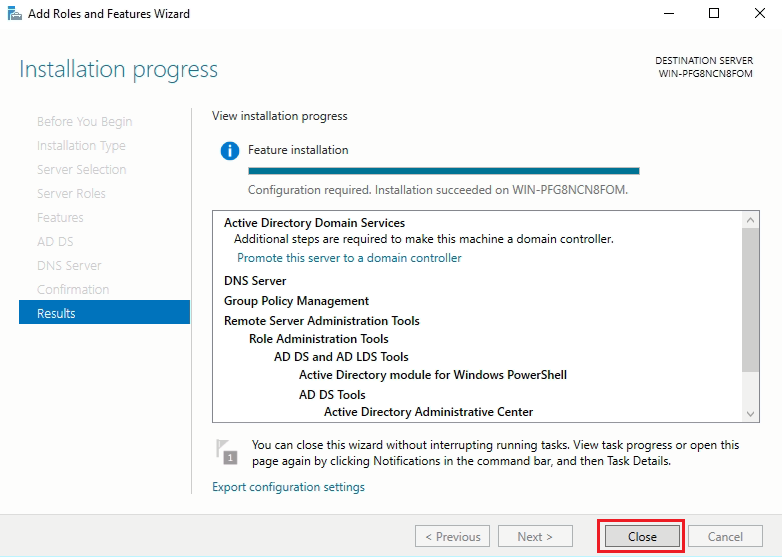 Add Roles and Features Wizard
Installation progress
DESTINATION SERVER
WIN-PFG8NCN8FOM
Before You Begin
Installation Type
Server Selection
Server Roles
Features
AD DS
DNS Server
Confirmation
Results
View installation progress
Feature installation
Configuration required. Installation succeeded on WIN-PFG8NCN8FOM.
Active Directory Domain Services
Additional steps are required to make this machine a domain controller.
Promote this server to a domain controller
DNS Server
Group Policy Management
Remote Server Administration Tools
Role Administration Tools
AD DS and AD LDS Tools
Active Directory module for Windows PowerShell
AD DS Tools
Active Directory Administrative Center
1
You can close this wizard without interrupting running tasks. View task progress or open this
page again by clicking Notifications in the command bar, and then Task Details.
Export configuration settings
< Previous
Next >
Close
Cancel